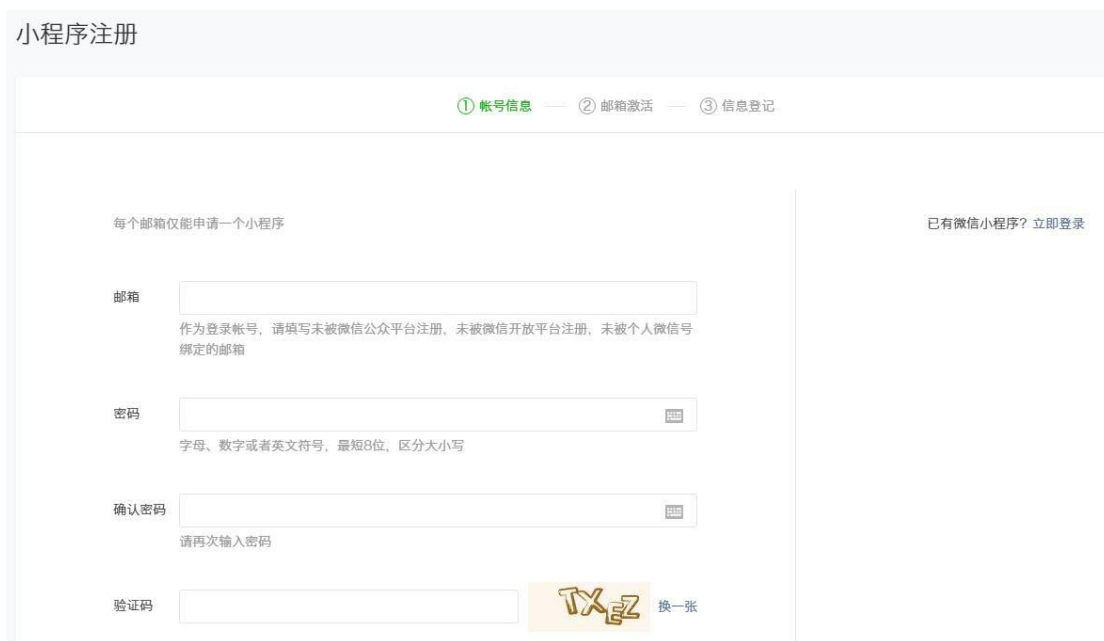 小程序注册
① 帐号信息 — ② 邮箱激活 — ③ 信息登记
每个邮箱仅能申请一个小程序
已有微信小程序？立即登录
邮箱
作为登录帐号，请填写未被微信公众平台注册，未被微信开放平台注册，未被个人微信号
绑定的邮箱
密码
字母、数字或者英文符号，最短8位，区分大小写
确认密码
请再次输入密码
验证码 TXEZ 换一张